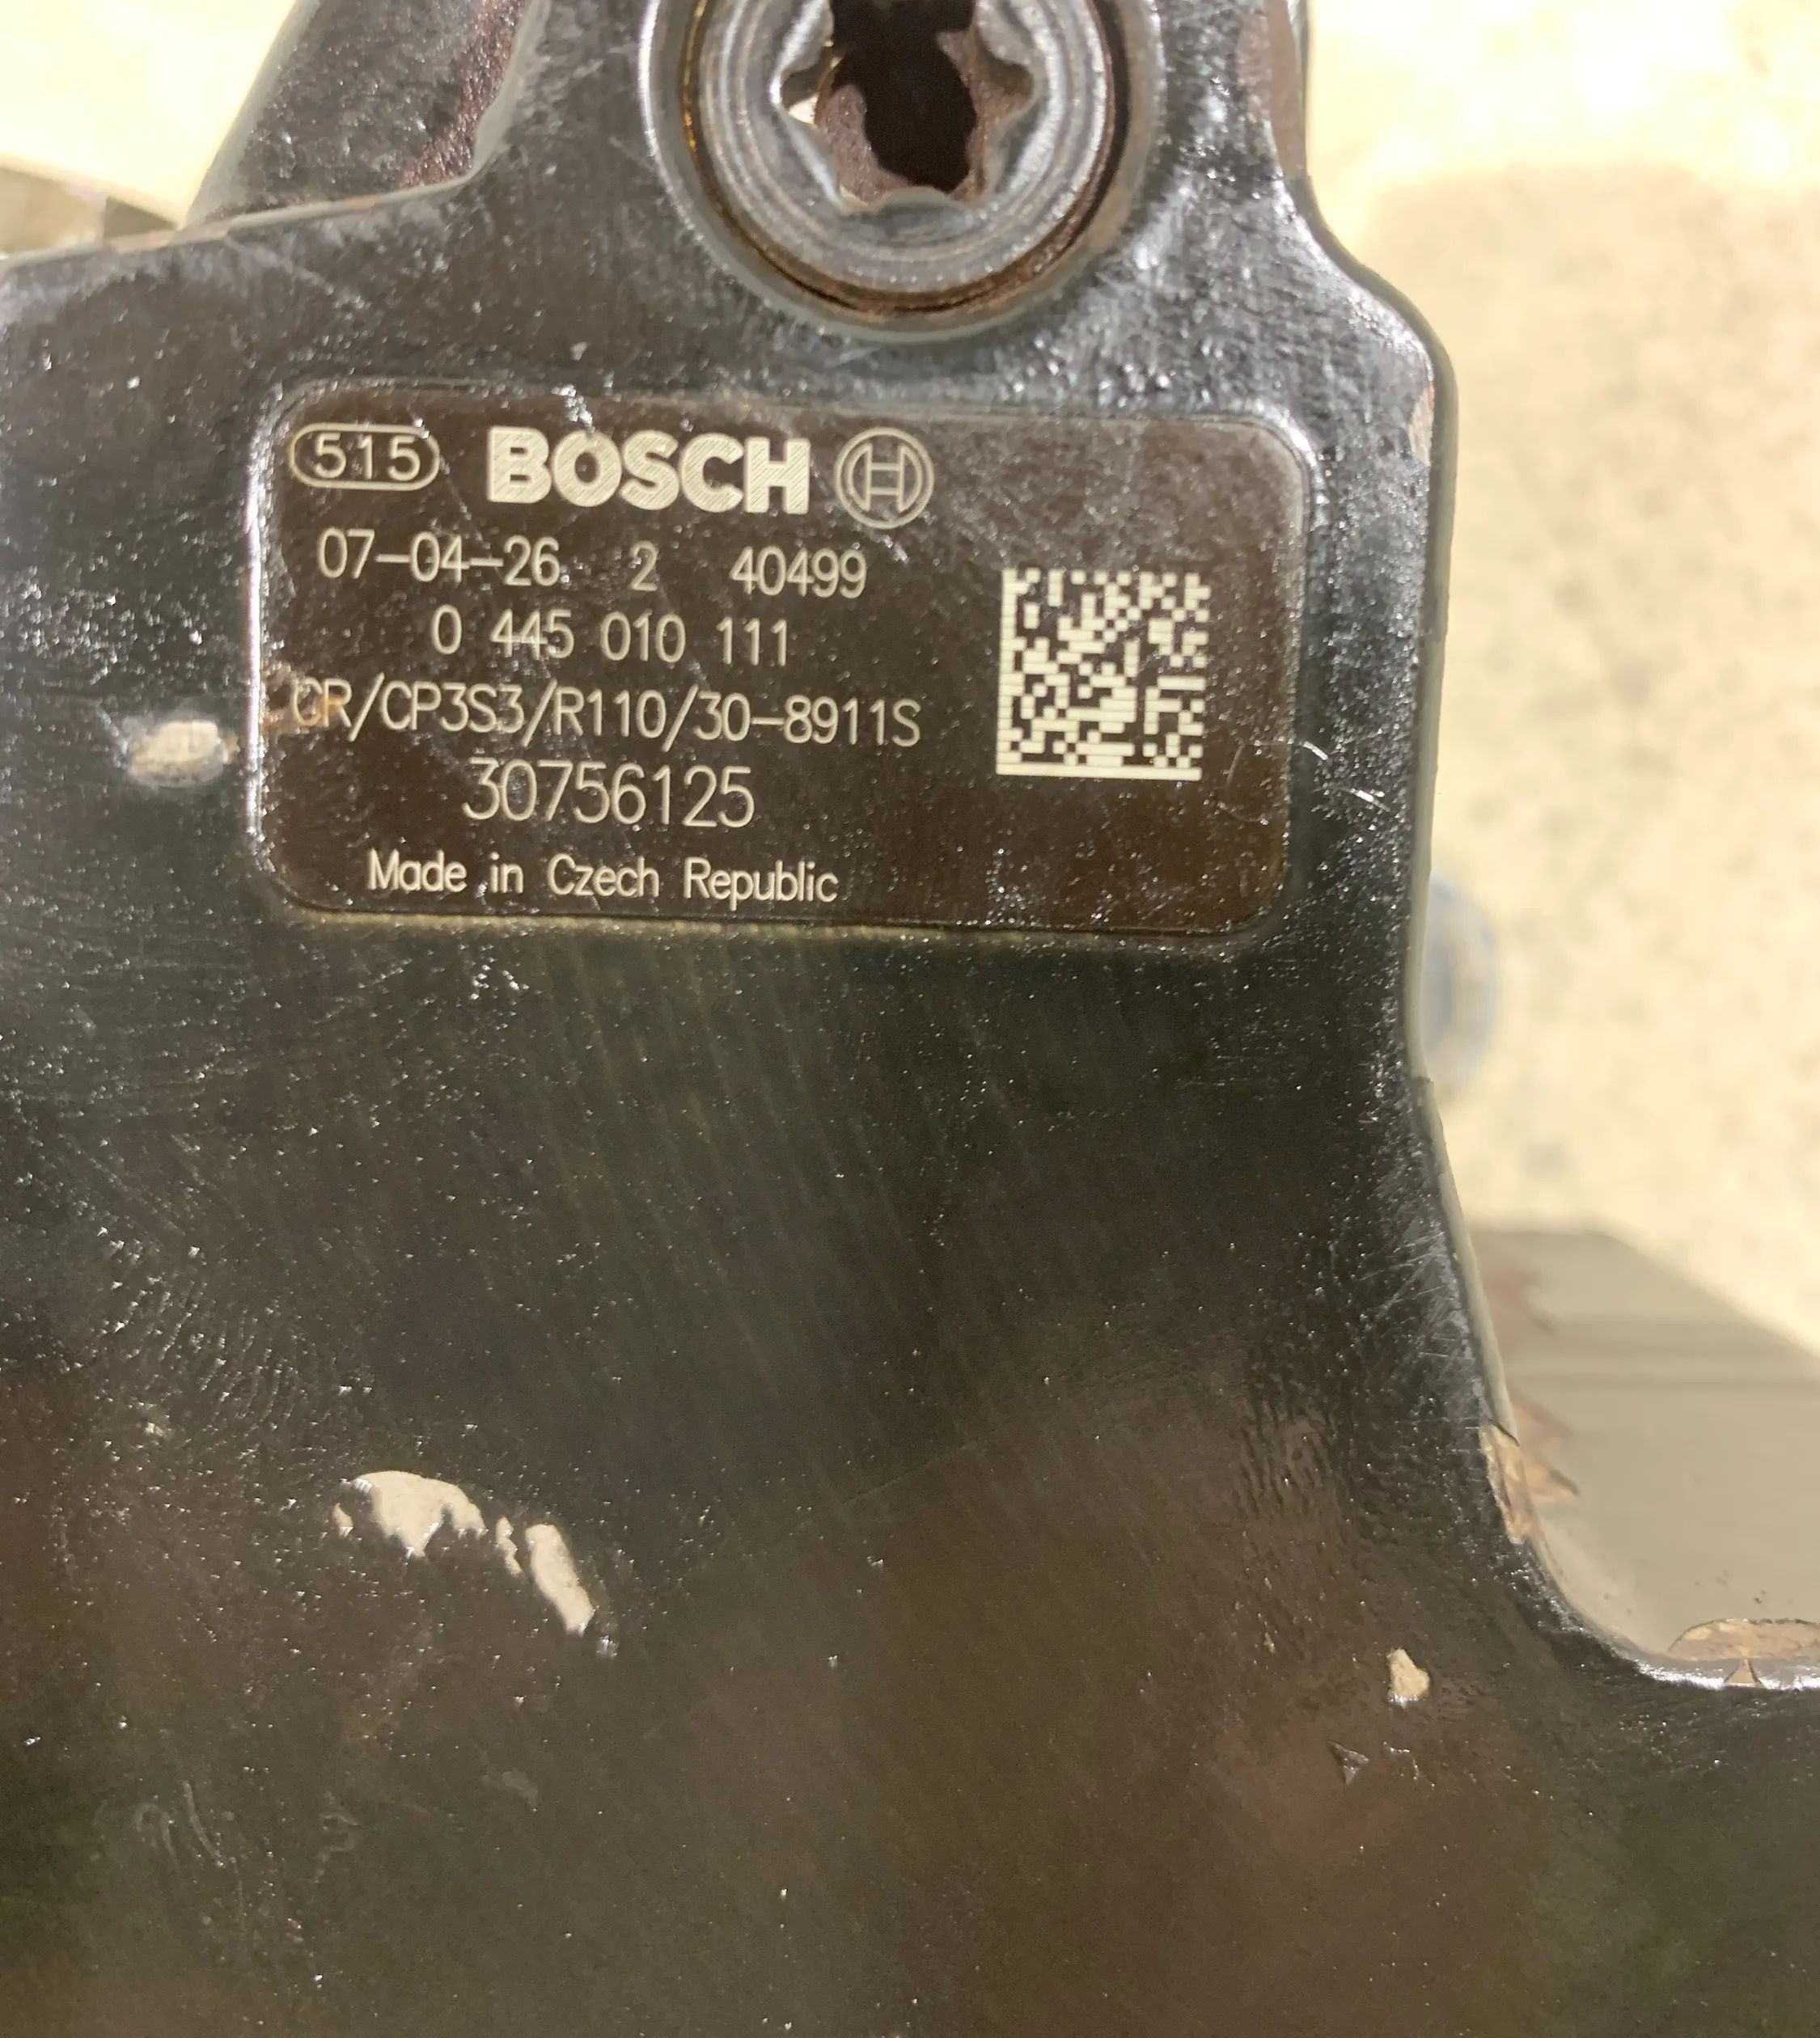 515 BOSCH
07-04-26 2 40499
0 445 010 111
CR/CP3S3/R110/30-8911S
30756125
Made in Czech Republic